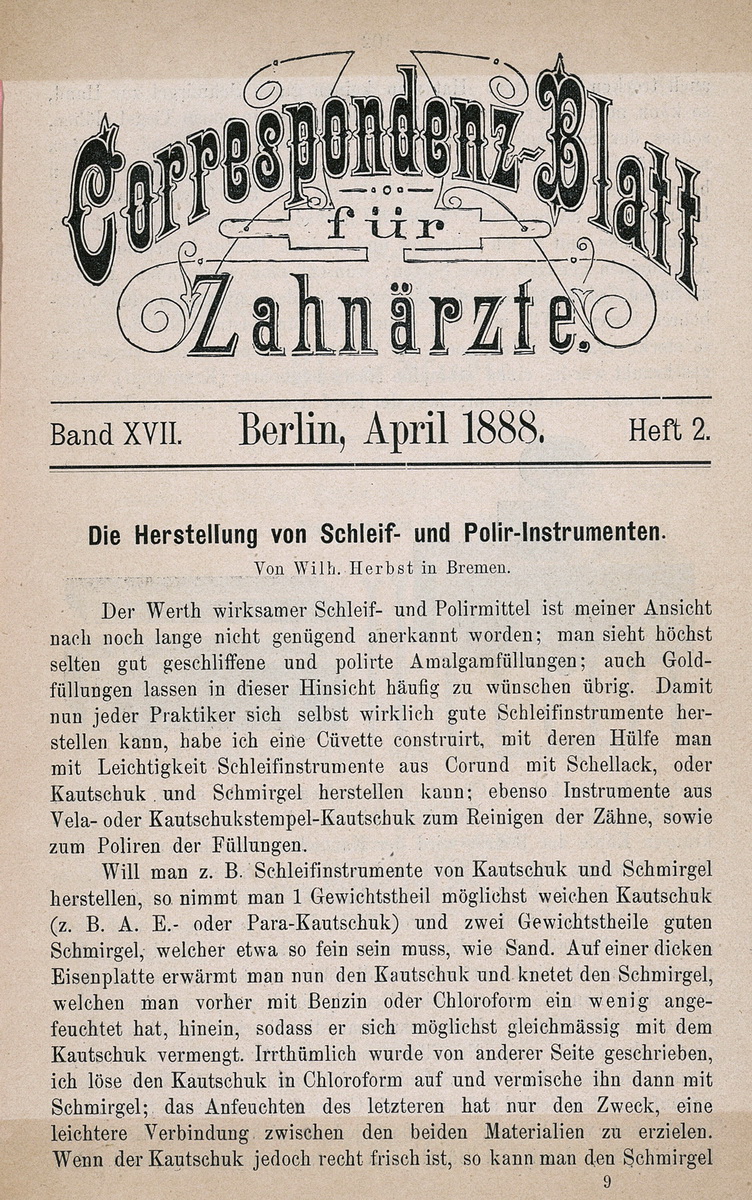 Correspondenz-Blatt
für
Zahnärzte.
Band XVII. Berlin, April 1888. Heft 2.
Die Herstellung von Schleif- und Polir-Instrumenten.
Von Wilh. Herbst in Bremen.
Der Werth wirksamer Schleif- und Polirmittel ist meiner Ansicht
nach noch lange nicht genügend anerkannt worden; man sieht höchst
selten gut geschliffene und polirte Amalgamfüllungen; auch Gold-
füllungen lassen in dieser Hinsicht häufig zu wünschen übrig. Damit
nun jeder Praktiker sich selbst wirklich gute Schleifinstrumente her-
stellen kann, habe ich eine Cüvette construirt, mit deren Hülfe man
mit Leichtigkeit Schleifinstrumente aus Corund mit Schellack, oder
Kautschuk und Schmirgel herstellen kann; ebenso Instrumente aus
Vela- oder Kautschukstempel-Kautschuk zum Reinigen der Zähne, sowie
zum Poliren der Füllungen.
Will man z. B. Schleifinstrumente von Kautschuk und Schmirgel
herstellen, so nimmt man 1 Gewichtstheil möglichst weichen Kautschuk
(z. B. A. E.- oder Para-Kautschuk) und zwei Gewichtstheile guten
Schmirgel, welcher etwa so fein sein muss, wie Sand. Auf einer dicken
Eisenplatte erwärmt man nun den Kautschuk und knetet den Schmirgel,
welchen man vorher mit Benzin oder Chloroform ein wenig ange-
feuchtet hat, hinein, sodass er sich möglichst gleichmässig mit dem
Kautschuk vermengt. Irrthümlich wurde von anderer Seite geschrieben,
ich löse den Kautschuk in Chloroform auf und vermische ihn dann mit
Schmirgel; das Anfeuchten des letzteren hat nur den Zweck, eine
leichtere Verbindung zwischen den beiden Materialien zu erzielen.
Wenn der Kautschuk jedoch recht frisch ist, so kann man den Schmirgel
9